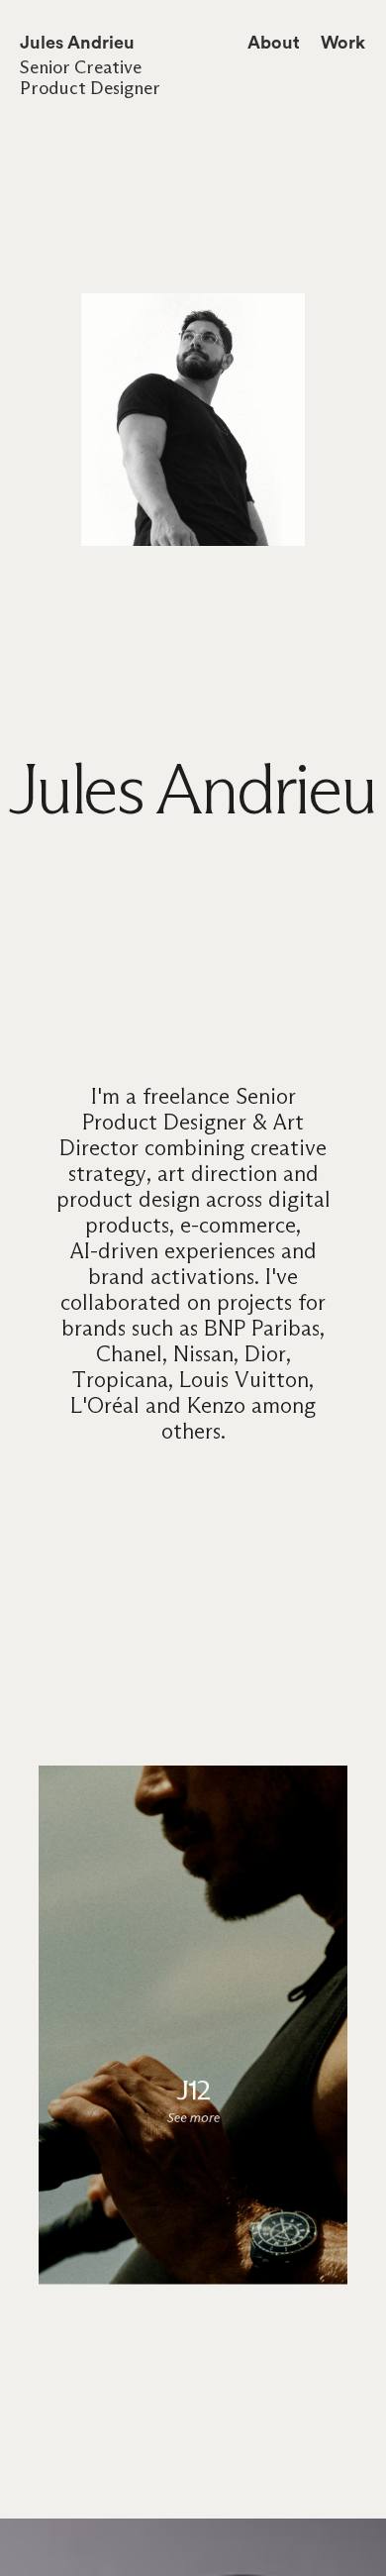 Jules Andrieu
Senior Creative
Product Designer
About Work
Jules Andrieu
I'm a freelance Senior
Product Designer & Art
Director combining creative
strategy, art direction and
product design across digital
products, e-commerce,
AI-driven experiences and
brand activations. I've
collaborated on projects for
brands such as BNP Paribas,
Chanel, Nissan, Dior,
Tropicana, Louis Vuitton,
L'Oréal and Kenzo among
others.
J12
See more